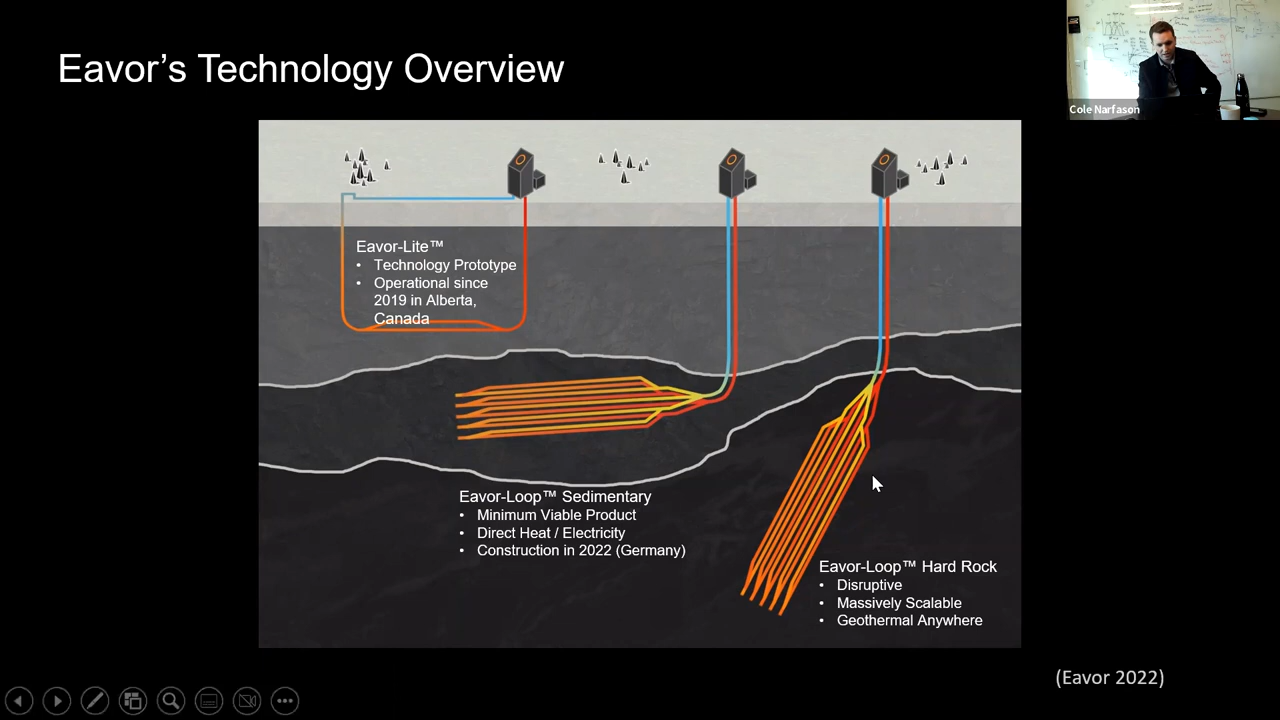 Eavor's Technology Overview
Cole Narfason
Eavor-Lite™
• Technology Prototype
• Operational since
2019 in Alberta,
Canada
Eavor-Loop™ Sedimentary
• Minimum Viable Product
• Direct Heat / Electricity
• Construction in 2022 (Germany)
Eavor-Loop™ Hard Rock
• Disruptive
• Massively Scalable
• Geothermal Anywhere
(Eavor 2022)